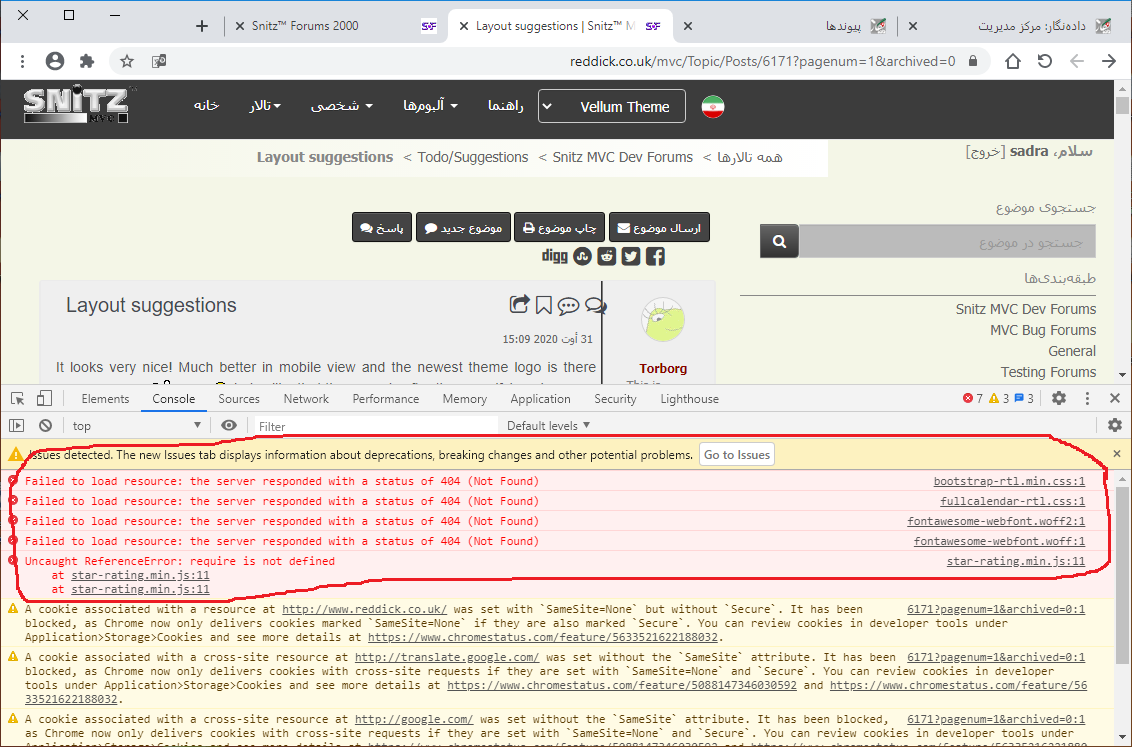 Snitz™ Forums 2000
Layout suggestions | Snitz™ M
پیوندها
داده‌نگار: مرکز مدیریت
reddick.co.uk/mvc/Topic/Posts/6171?pagenum=1&archived=0
SNiTZ
MVC
خانه
تالار
شخصی
آلبوم‌ها
راهنما
Vellum Theme
Layout suggestions < Todo/Suggestions < Snitz MVC Dev Forums < همه تالارها
سلام، sadra [خروج]
جستجوی موضوع
جستجو در موضوع
طبقه‌بندی‌ها
Snitz MVC Dev Forums
MVC Bug Forums
General
Testing Forums
ارسال موضوع
چاپ موضوع
موضوع جدید
پاسخ
digg
Layout suggestions
31 أوت 2020 15:09
It looks very nice! Much better in mobile view and the newest theme logo is there
Torborg
This is
Elements Console Sources Network Performance Memory Application Security Lighthouse
7 3 3
top
Filter
Default levels
Issues detected. The new Issues tab displays information about deprecations, breaking changes and other potential problems. Go to Issues
Failed to load resource: the server responded with a status of 404 (Not Found) bootstrap-rtl.min.css:1
Failed to load resource: the server responded with a status of 404 (Not Found) fullcalendar-rtl.css:1
Failed to load resource: the server responded with a status of 404 (Not Found) fontawesome-webfont.woff2:1
Failed to load resource: the server responded with a status of 404 (Not Found) fontawesome-webfont.woff:1
Uncaught ReferenceError: require is not defined star-rating.min.js:11
at star-rating.min.js:11
at star-rating.min.js:11
A cookie associated with a resource at http://www.reddick.co.uk/ was set with `SameSite=None` but without `Secure`. It has been 6171?pagenum=1&archived=0:1
blocked, as Chrome now only delivers cookies marked `SameSite=None` if they are also marked `Secure`. You can review cookies in developer tools under
Application>Storage>Cookies and see more details at https://www.chromestatus.com/feature/5633521622188032.
A cookie associated with a cross-site resource at http://translate.google.com/ was set without the `SameSite` attribute. It has been 6171?pagenum=1&archived=0:1
blocked, as Chrome now only delivers cookies with cross-site requests if they are set with `SameSite=None` and `Secure`. You can review cookies in developer
tools under Application>Storage>Cookies and see more details at https://www.chromestatus.com/feature/5088147346030592 and https://www.chromestatus.com/feature/56
33521622188032.
A cookie associated with a cross-site resource at http://google.com/ was set without the `SameSite` attribute. It has been blocked, 6171?pagenum=1&archived=0:1
as Chrome now only delivers cookies with cross-site requests if they are set with `SameSite=None` and `Secure`. You can review cookies in developer tools under